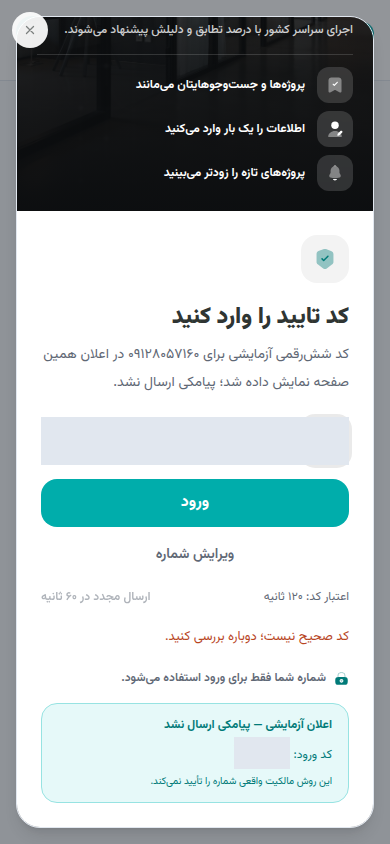 اجرای سراسر کشور با درصد تطابق و دلیلش پیشنهاد می‌شوند.
پروژه‌ها و جست‌وجوهایتان می‌مانند
اطلاعات را یک بار وارد می‌کنید
پروژه‌های تازه را زودتر می‌بینید
کد تایید را وارد کنید
کد شش‌رقمی آزمایشی برای ۰۹۱۲۸۰۵۷۱۶۰ در اعلان همین
صفحه نمایش داده شد؛ پیامکی ارسال نشد.
ورود
ویرایش شماره
اعتبار کد: ۱۲۰ ثانیه
ارسال مجدد در ۶۰ ثانیه
کد صحیح نیست؛ دوباره بررسی کنید.
شماره شما فقط برای ورود استفاده می‌شود.
اعلان آزمایشی — پیامکی ارسال نشد
کد ورود:
این روش مالکیت واقعی شماره را تأیید نمی‌کند.